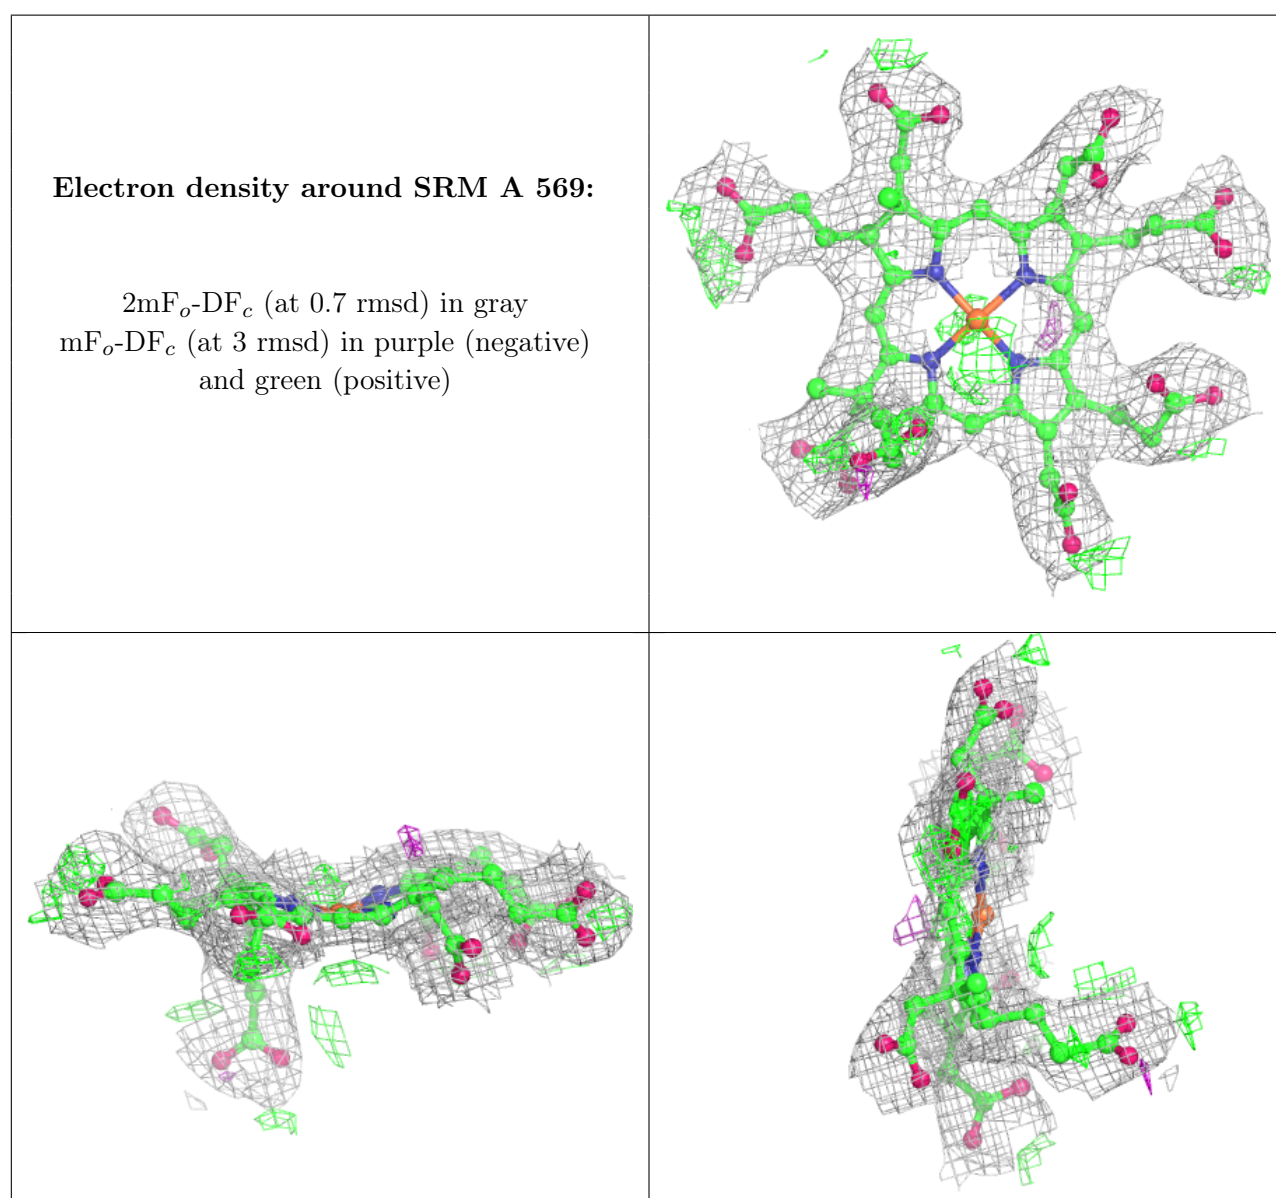 Electron density around SRM A 569:
2mFo-DFc (at 0.7 rmsd) in gray
mFo-DFc (at 3 rmsd) in purple (negative)
and green (positive)